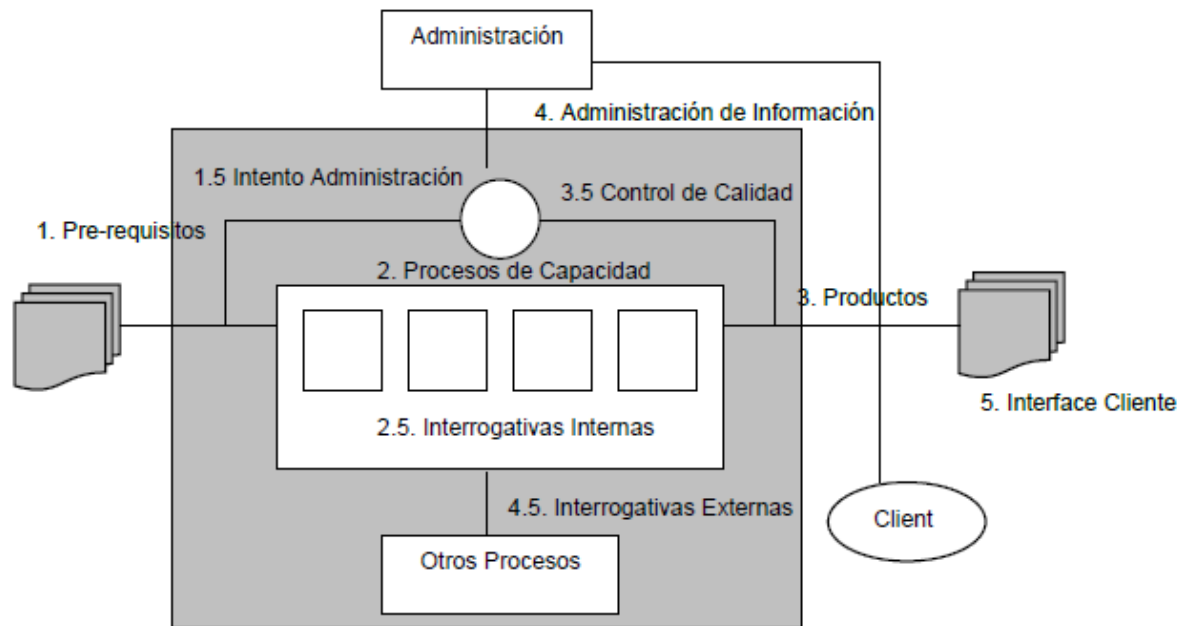 Administración
4. Administración de Información
1.5 Intento Administración
3.5 Control de Calidad
1. Pre-requisitos
2. Procesos de Capacidad
3. Productos
5. Interface Cliente
2.5. Interrogativas Internas
4.5. Interrogativas Externas
Client
Otros Procesos